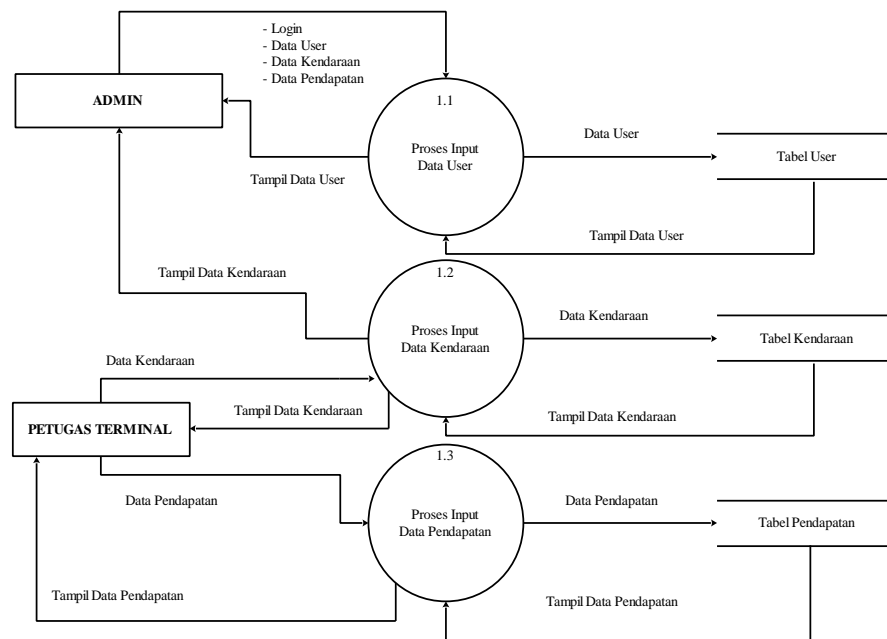 - Login
- Data User
- Data Kendaraan
- Data Pendapatan
ADMIN
1.1
Proses Input
Data User
Data User
Tabel User
Tampil Data User
Tampil Data User
Tampil Data Kendaraan
1.2
Proses Input
Data Kendaraan
Data Kendaraan
Tabel Kendaraan
Data Kendaraan
Tampil Data Kendaraan
Tampil Data Kendaraan
PETUGAS TERMINAL
1.3
Proses Input
Data Pendapatan
Data Pendapatan
Data Pendapatan
Tabel Pendapatan
Tampil Data Pendapatan
Tampil Data Pendapatan